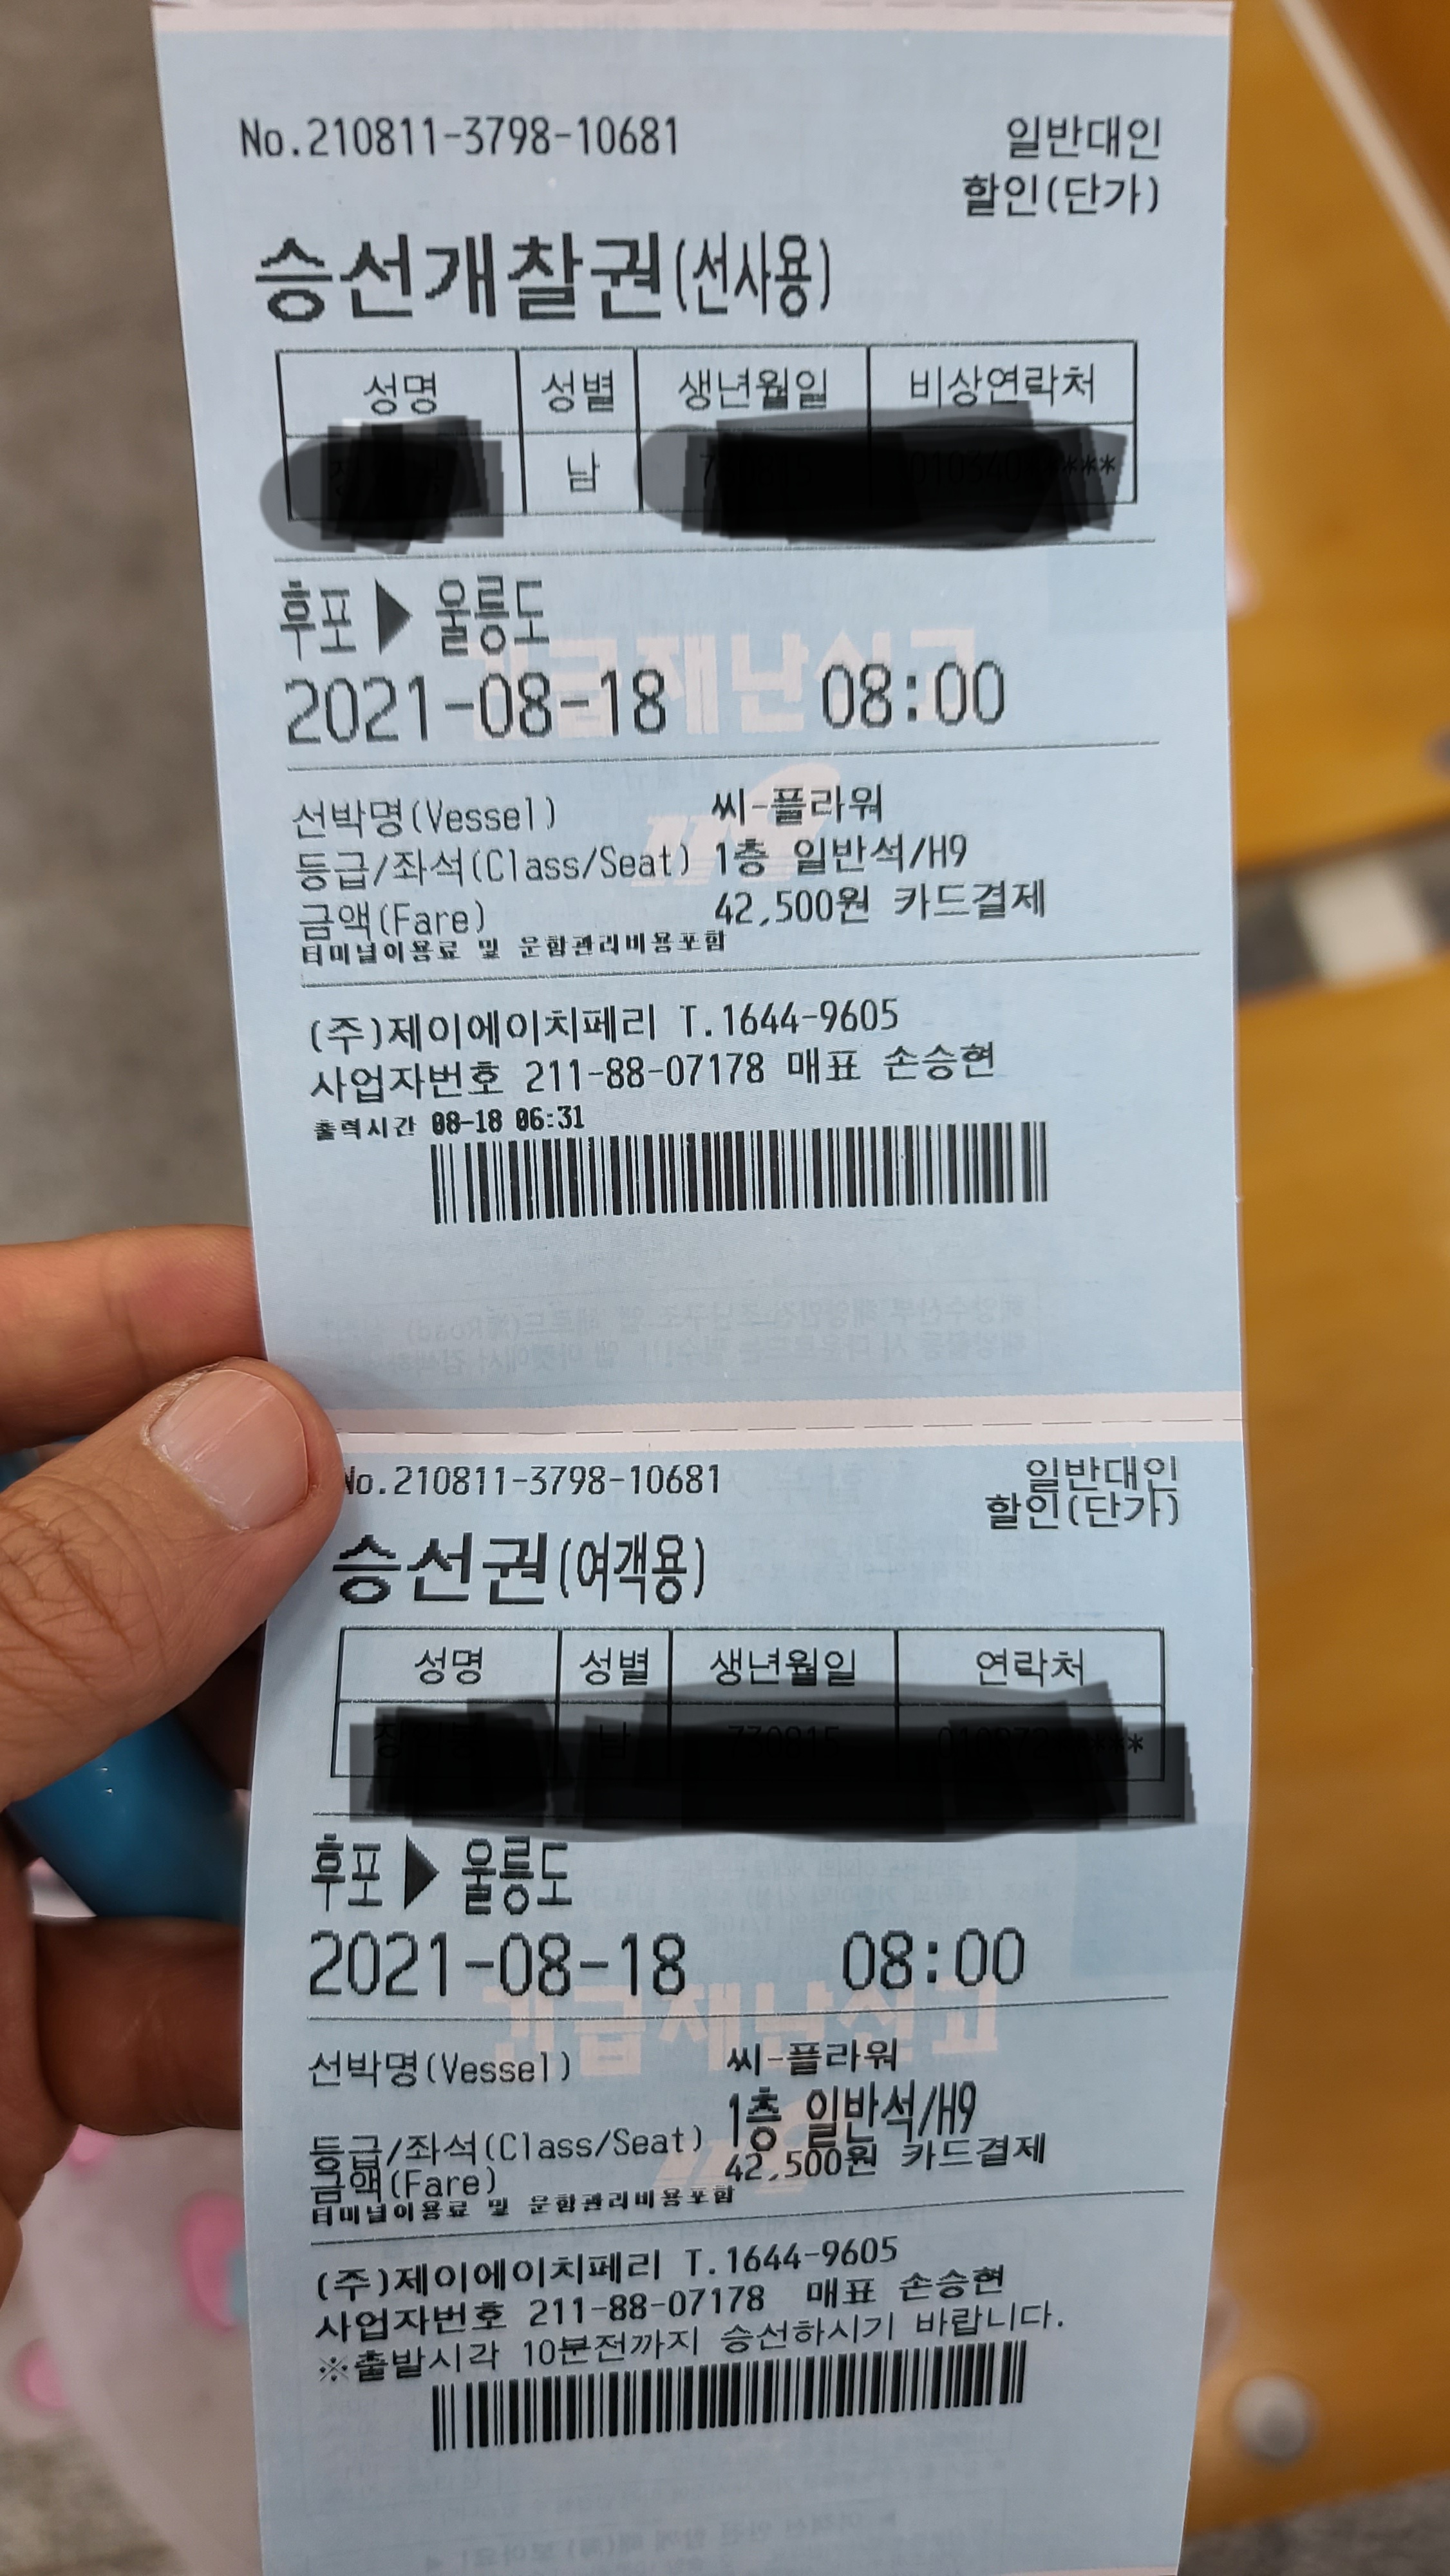 No.210811-3798-10681
일반대인
할인(단가)
승선개찰권(선사용)
성명 성별 생년월일 비상연락처
남 ****
후포 ▶ 울릉도
2021-08-18 08:00
긴급재난신고
선박명(Vessel) 씨-플라워
등급/좌석(Class/Seat) 1층 일반석/H9
금액(Fare) 42,500원 카드결제
터미널이용료 및 운항관리비용포함
(주)제이에이치페리 T.1644-9605
사업자번호 211-88-07178 매표 손승현
출력시간 08-18 06:31
No.210811-3798-10681
일반대인
할인(단가)
승선권(여객용)
성명 성별 생년월일 연락처
후포 ▶ 울릉도
2021-08-18 08:00
긴급재난신고
선박명(Vessel) 씨-플라워
등급/좌석(Class/Seat) 1층 일반석/H9
금액(Fare) 42,500원 카드결제
터미널이용료 및 운항관리비용포함
(주)제이에이치페리 T.1644-9605
사업자번호 211-88-07178 매표 손승현
※출발시각 10분전까지 승선하시기 바랍니다.